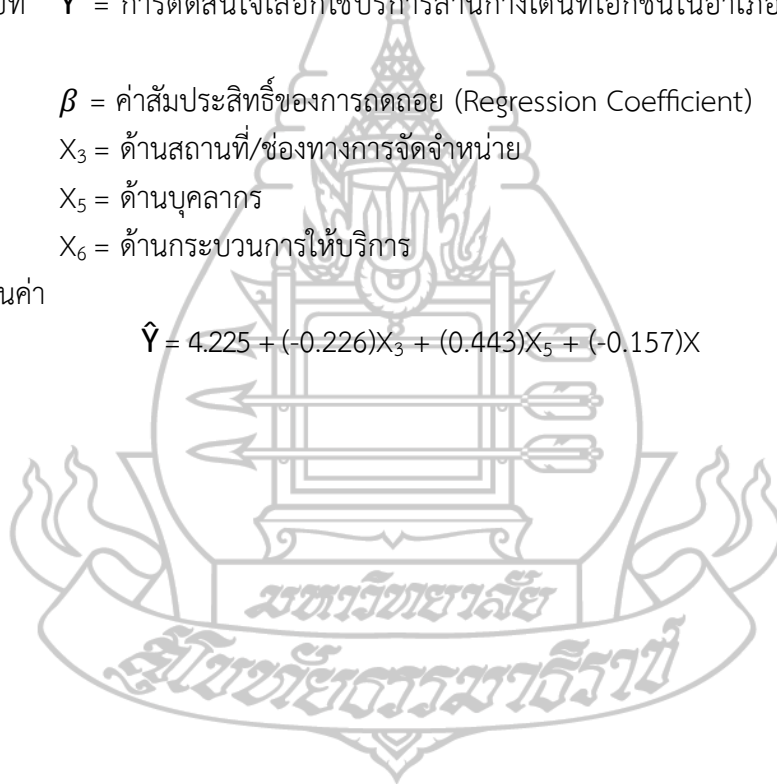 Y = การตัดสินใจเลือกใช้บริการลานกางเต็นท์เอกชนในอำเภอ
β = ค่าสัมประสิทธิ์ของการถดถอย (Regression Coefficient)
X₃ = ด้านสถานที่/ช่องทางการจัดจำหน่าย
X₅ = ด้านบุคลากร
X₆ = ด้านกระบวนการให้บริการ
นค่า
Ŷ = 4.225 + (-0.226)X₃ + (0.443)X₅ + (-0.157)X
มหาวิทยาลัย
สุโขทัยธรรมาธิราช